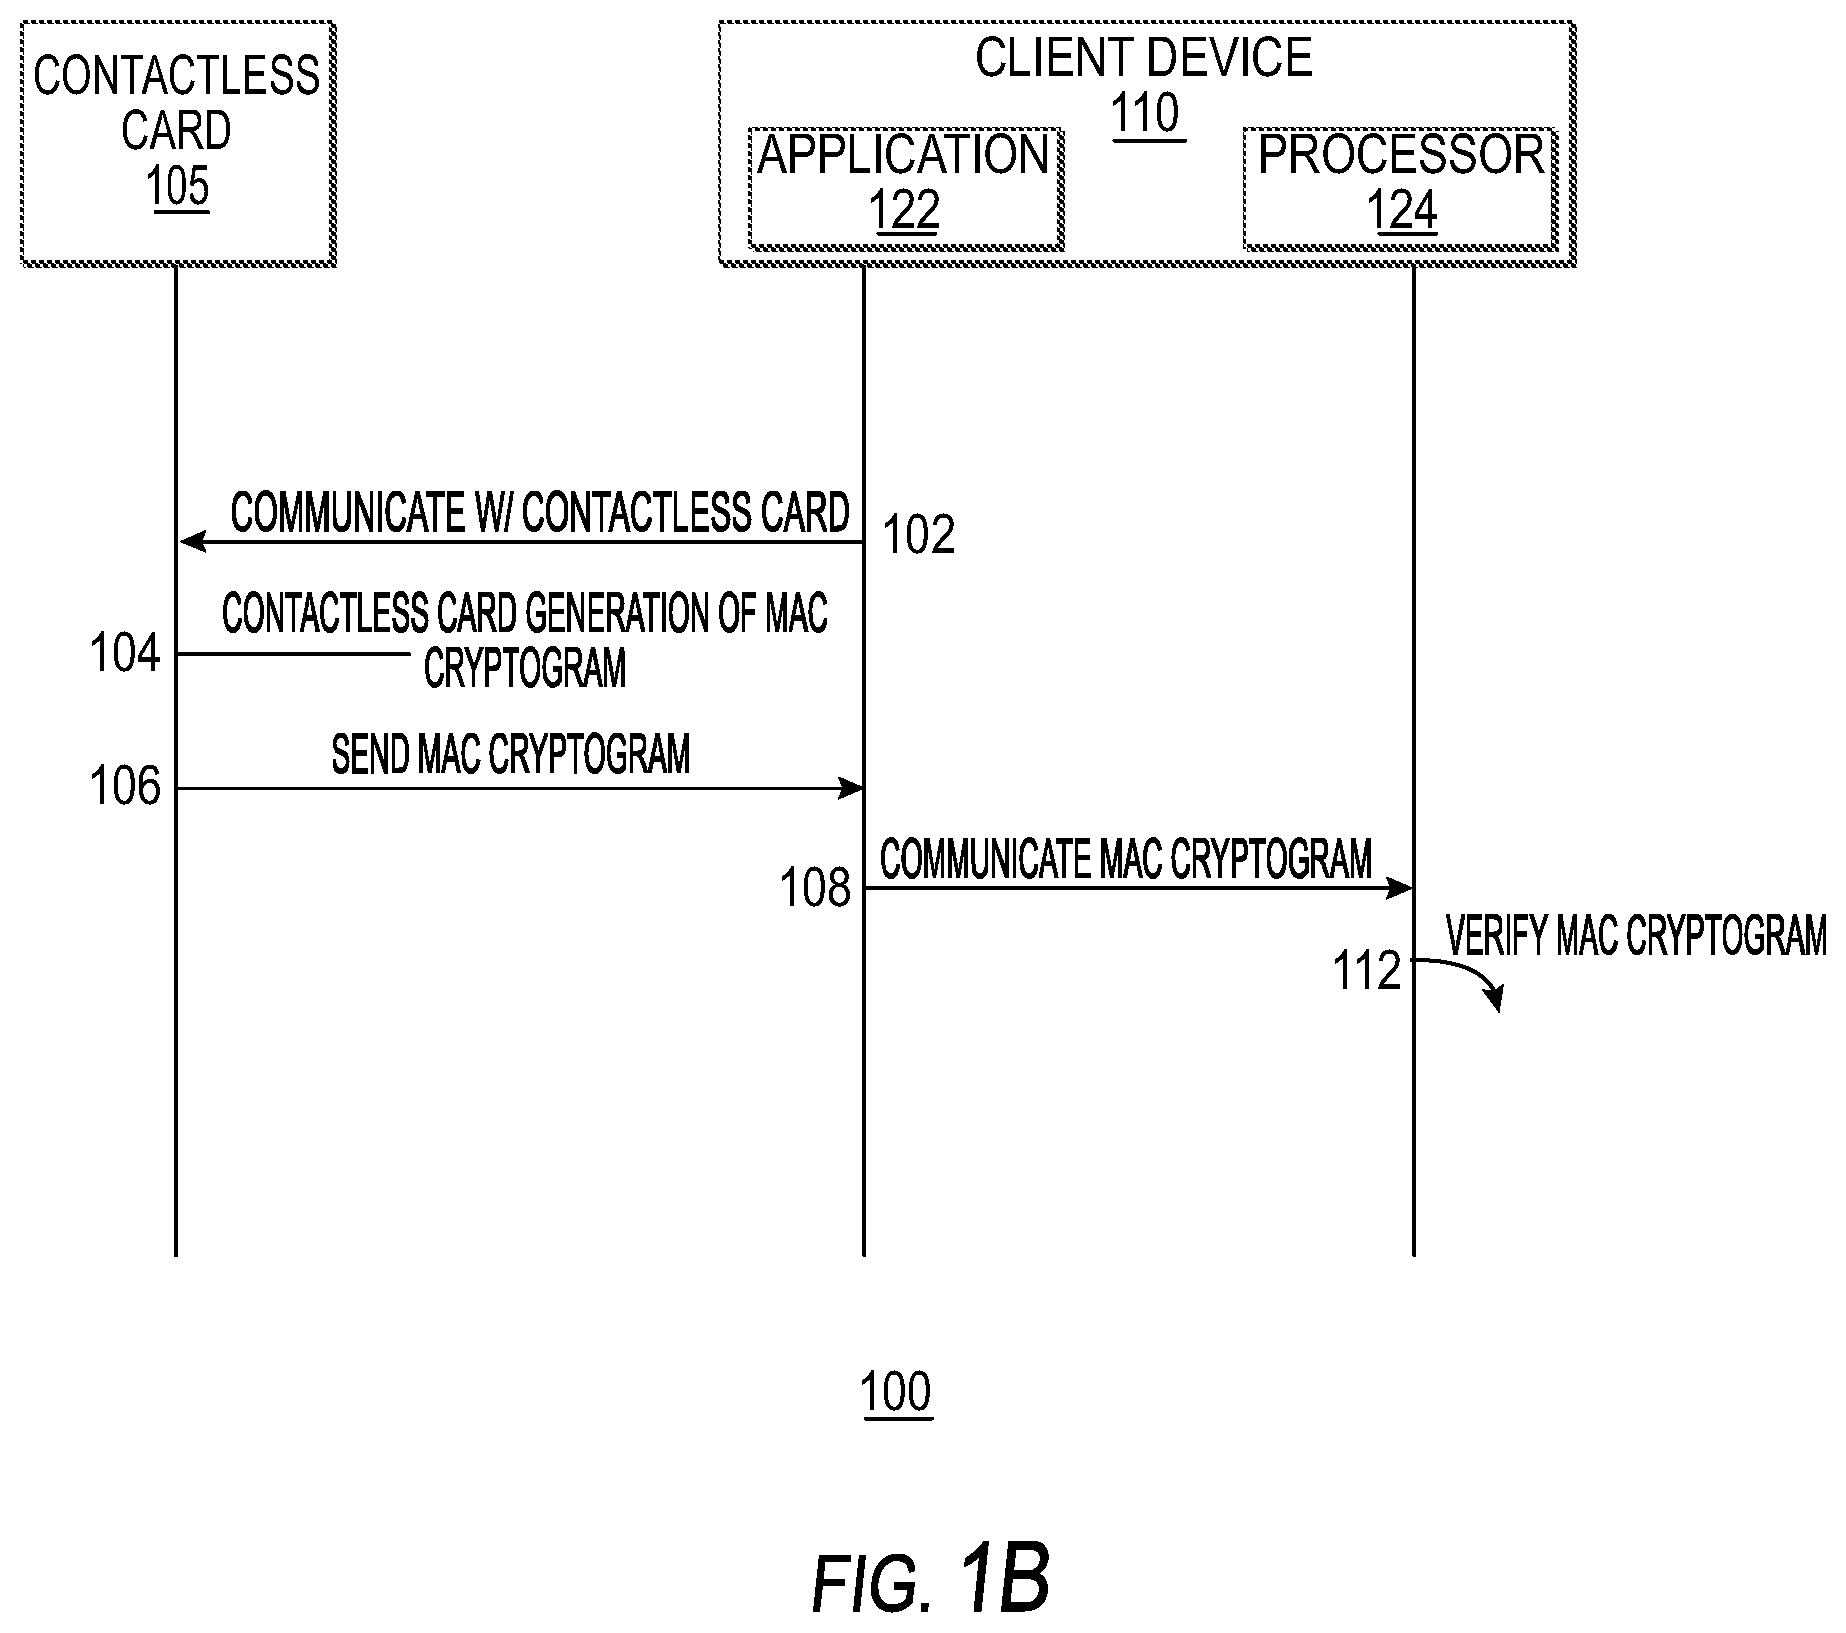 CONTACTLESS
CARD
105
CLIENT DEVICE
110
APPLICATION
122
PROCESSOR
124
COMMUNICATE W/ CONTACTLESS CARD
102
CONTACTLESS CARD GENERATION OF MAC
104
CRYPTOGRAM
SEND MAC CRYPTOGRAM
106
COMMUNICATE MAC CRYPTOGRAM
108
VERIFY MAC CRYPTOGRAM
112
100
FIG. 1B